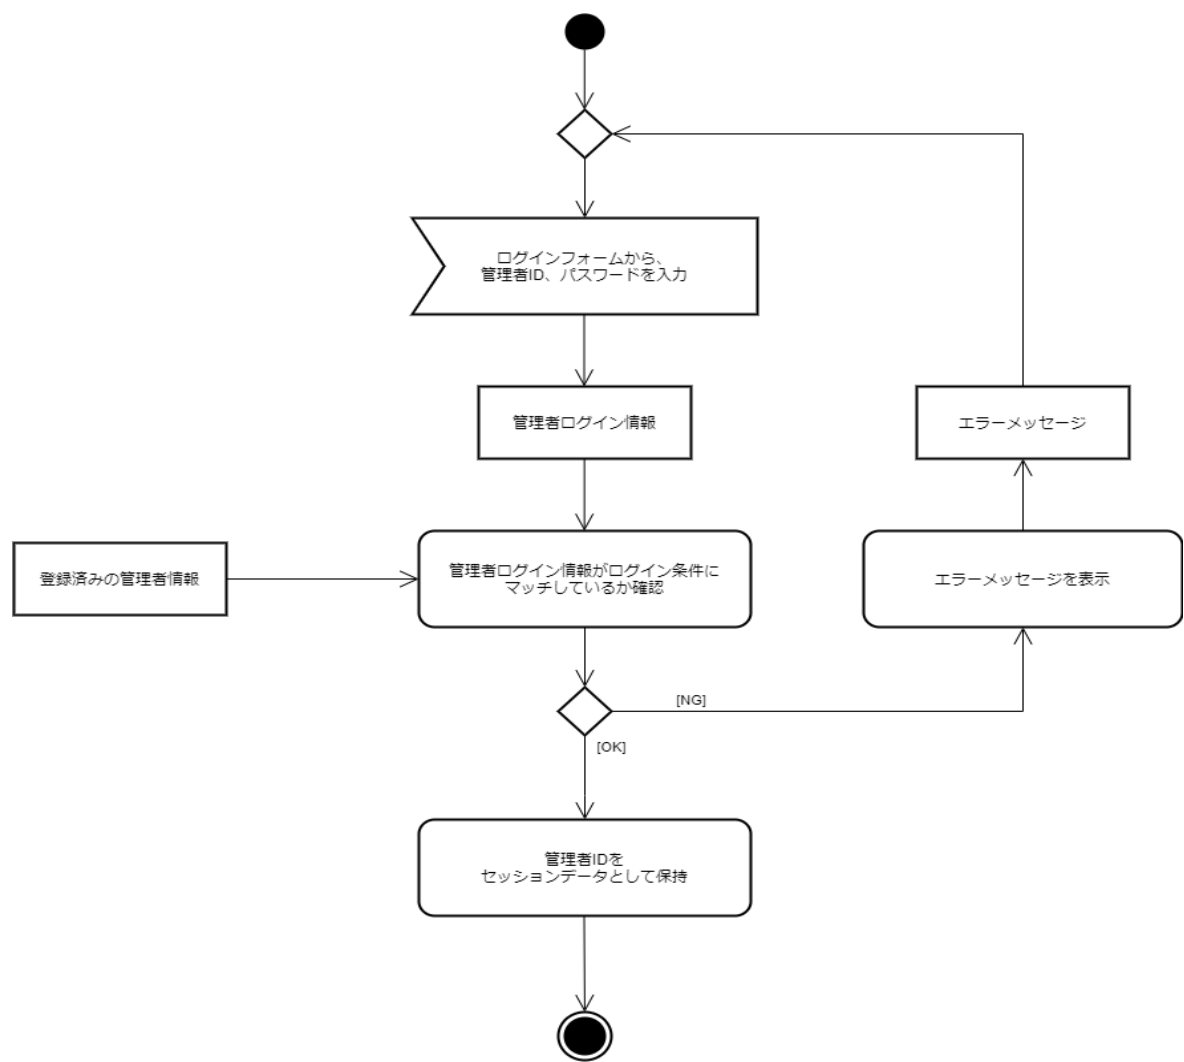 ログインフォームから、
管理者ID、パスワードを入力
管理者ログイン情報
エラーメッセージ
登録済みの管理者情報
管理者ログイン情報がログイン条件に
マッチしているか確認
エラーメッセージを表示
[NG]
[OK]
管理者IDを
セッションデータとして保持